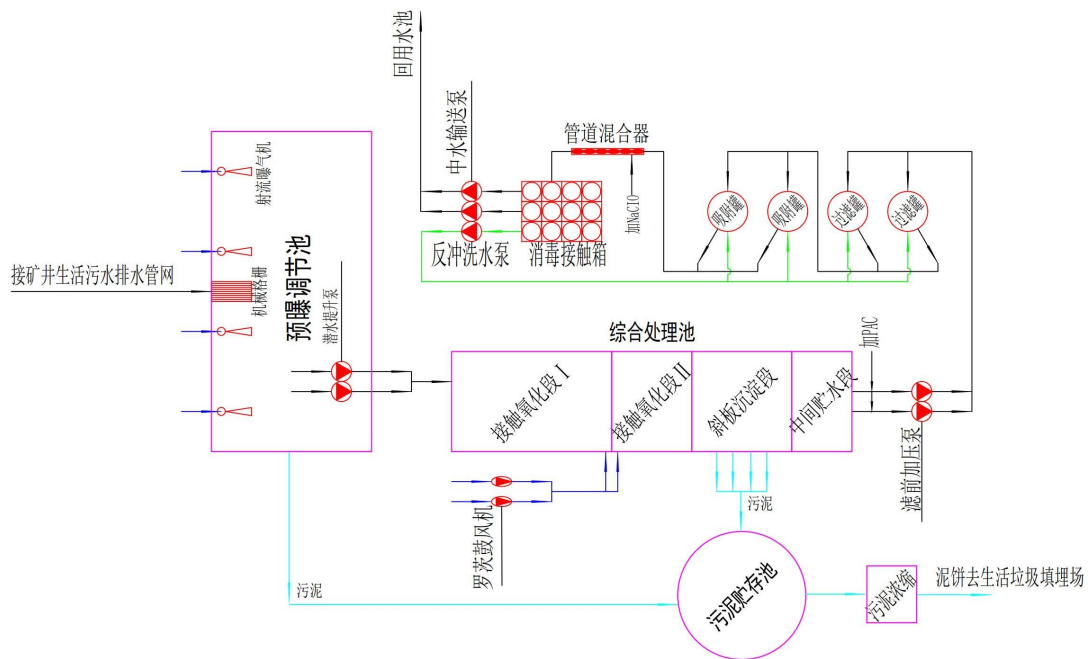 回用水池
中水输送泵
管道混合器
加NaClO
吸附罐
吸附罐
过滤罐
过滤罐
射流曝气机
反冲洗水泵
消毒接触箱
接矿井生活污水排水管网
机械格栅
预曝调节池
潜水提升泵
综合处理池
加PAC
接触氧化段Ⅰ
接触氧化段Ⅱ
斜板沉淀段
中间贮水段
滤前加压泵
罗茨鼓风机
污泥
污泥
污泥贮存池
污泥浓缩
泥饼去生活垃圾填埋场